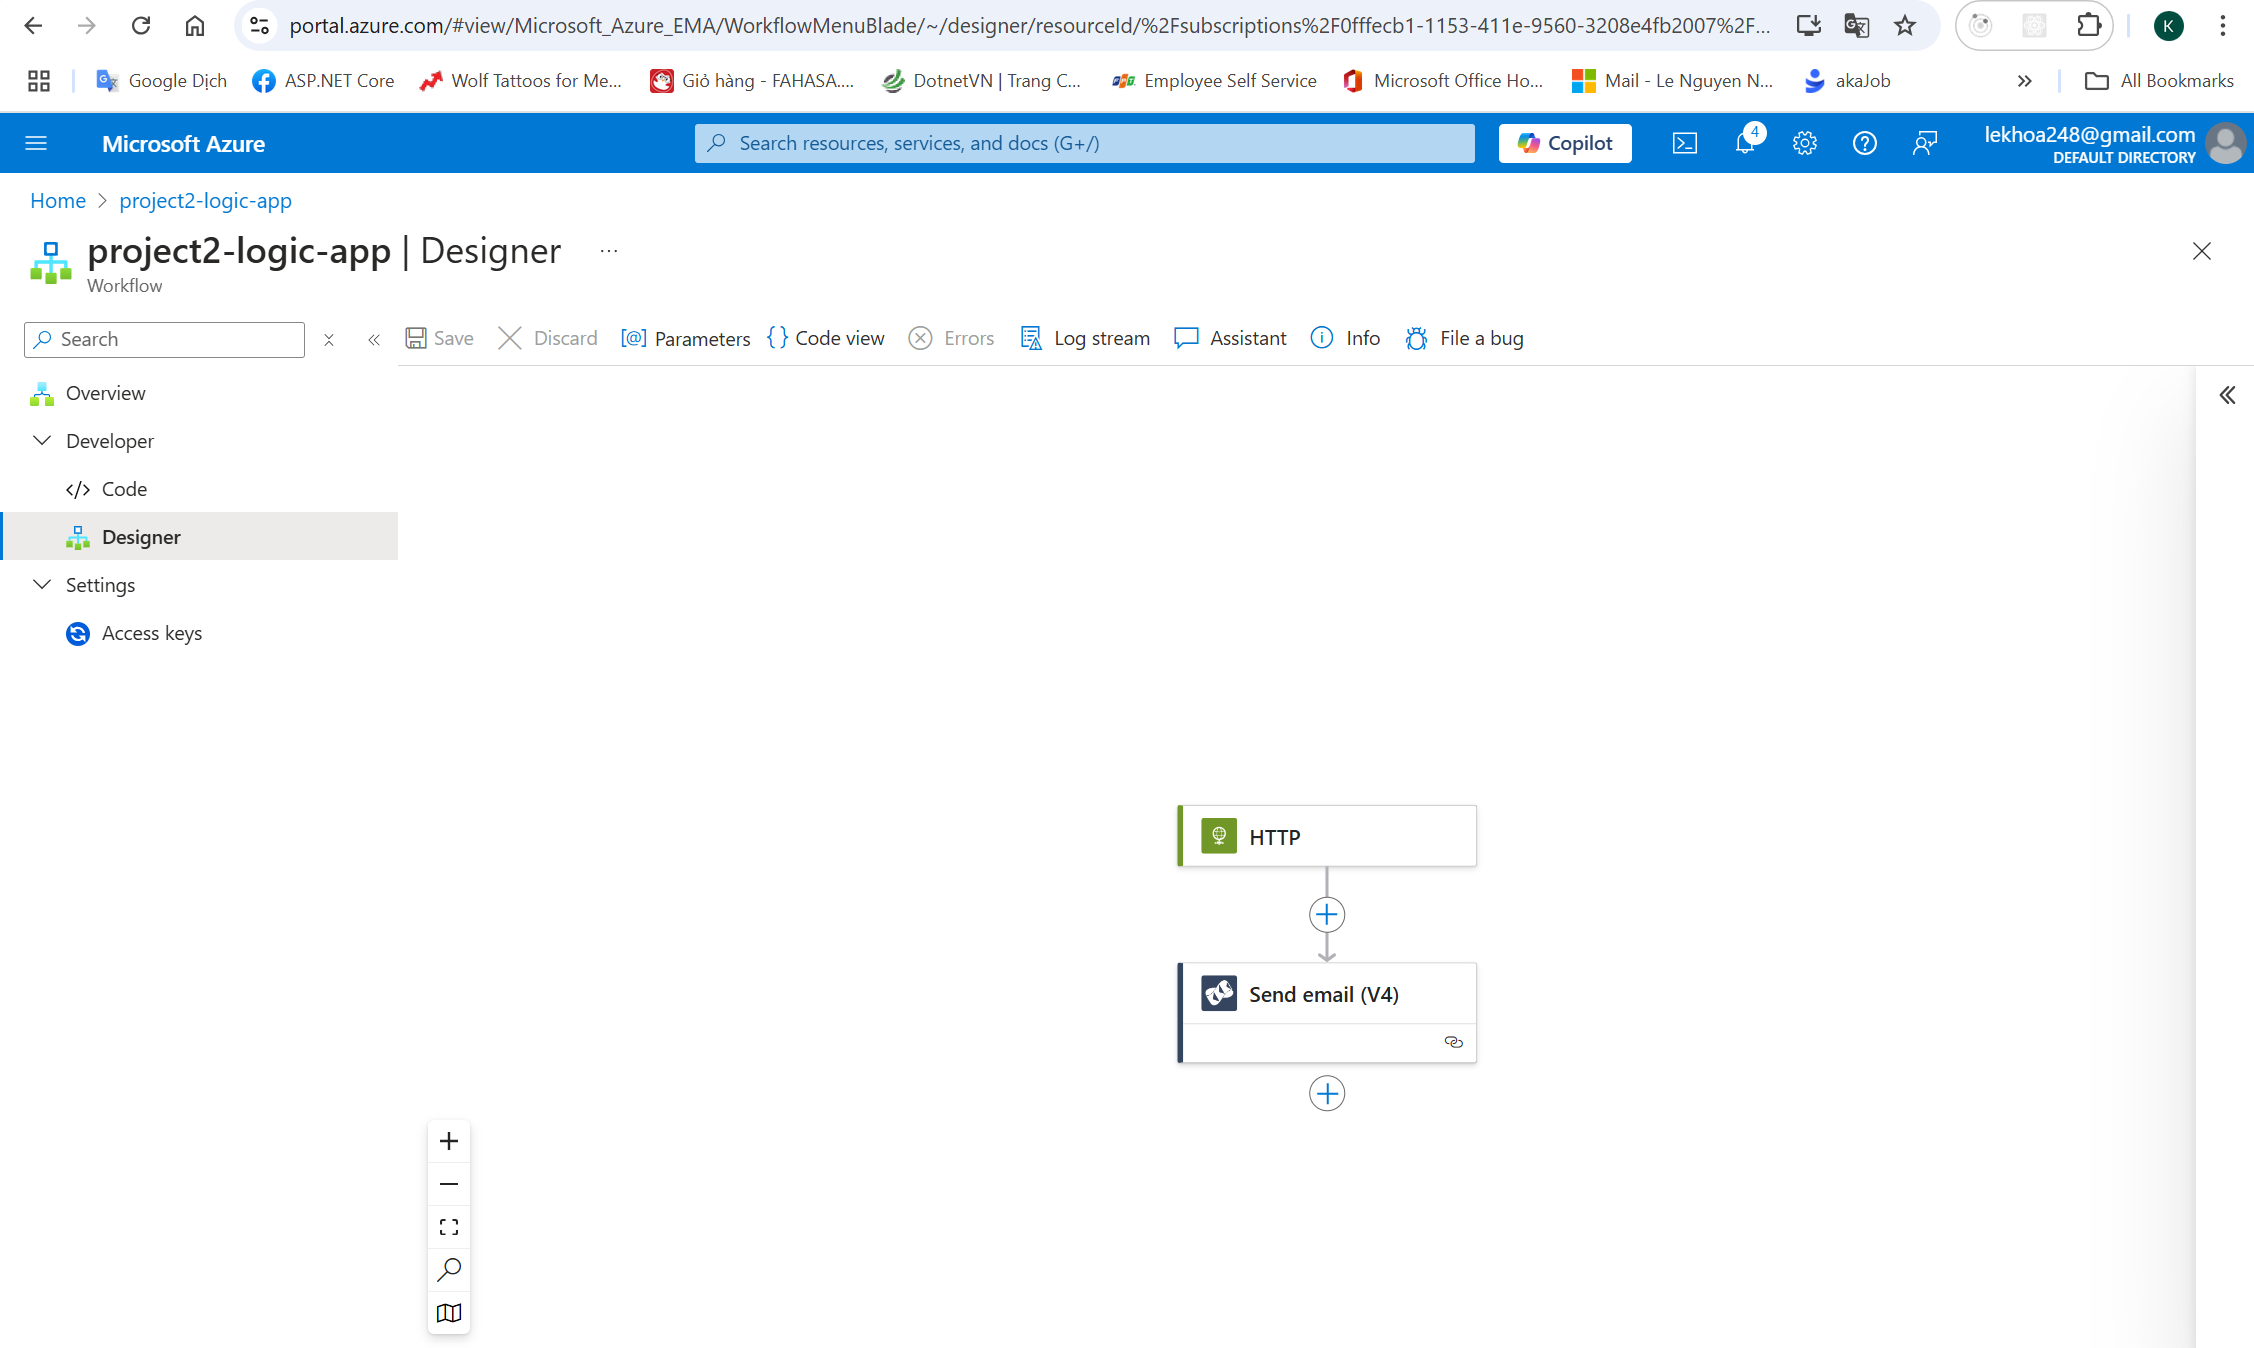 portal.azure.com/#view/Microsoft_Azure_EMA/WorkflowMenuBlade/~/designer/resourceId/%2Fsubscriptions%2F0fffecb1-1153-411e-9560-3208e4fb2007%2F...
K
Google Dịch
ASP.NET Core
Wolf Tattoos for Me...
Giỏ hàng - FAHASA....
DotnetVN | Trang C...
Employee Self Service
Microsoft Office Ho...
Mail - Le Nguyen N...
akaJob
»
All Bookmarks
Microsoft Azure
Search resources, services, and docs (G+/)
Copilot
4
lekhoa248@gmail.com
DEFAULT DIRECTORY
Home > project2-logic-app
project2-logic-app | Designer ...
Workflow
Search
Save
Discard
Parameters
Code view
Errors
Log stream
Assistant
Info
File a bug
Overview
Developer
Code
Designer
Settings
Access keys
HTTP
Send email (V4)